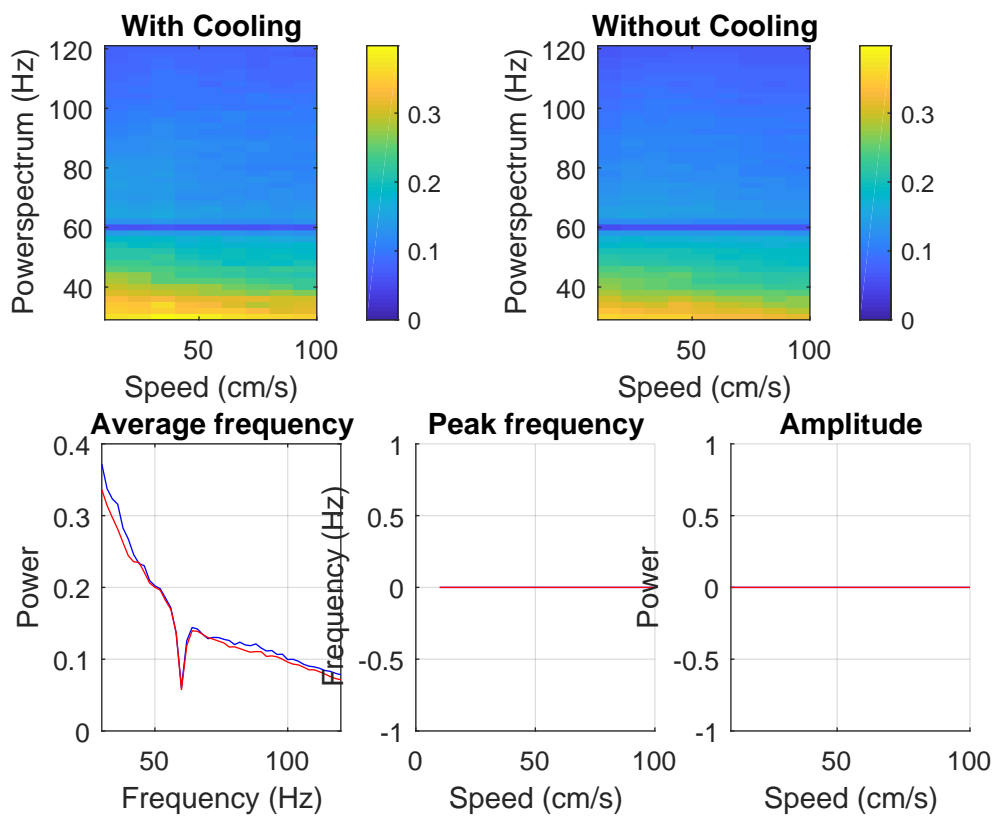 With Cooling
Powerspectrum (Hz)
120
100
80
60
40
50
100
Speed (cm/s)
0.3
0.2
0.1
0
Without Cooling
Powerspectrum (Hz)
120
100
80
60
40
50
100
Speed (cm/s)
0.3
0.2
0.1
0
Average frequency
Power
0.4
0.3
0.2
0.1
0
50
100
Frequency (Hz)
Peak frequency
Frequency (Hz)
1
0.5
0
-0.5
-1
0
50
100
Speed (cm/s)
Amplitude
Power
1
0.5
0
-0.5
-1
50
100
Speed (cm/s)